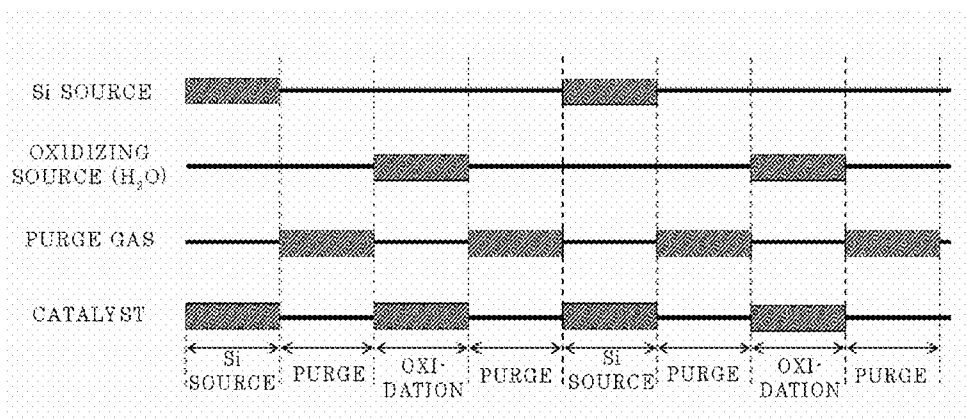 Si SOURCE
OXIDIZING
SOURCE (H₂O)
PURGE GAS
CATALYST
Si
SOURCE
PURGE
OXI-
DATION
PURGE
Si
SOURCE
PURGE
OXI-
DATION
PURGE